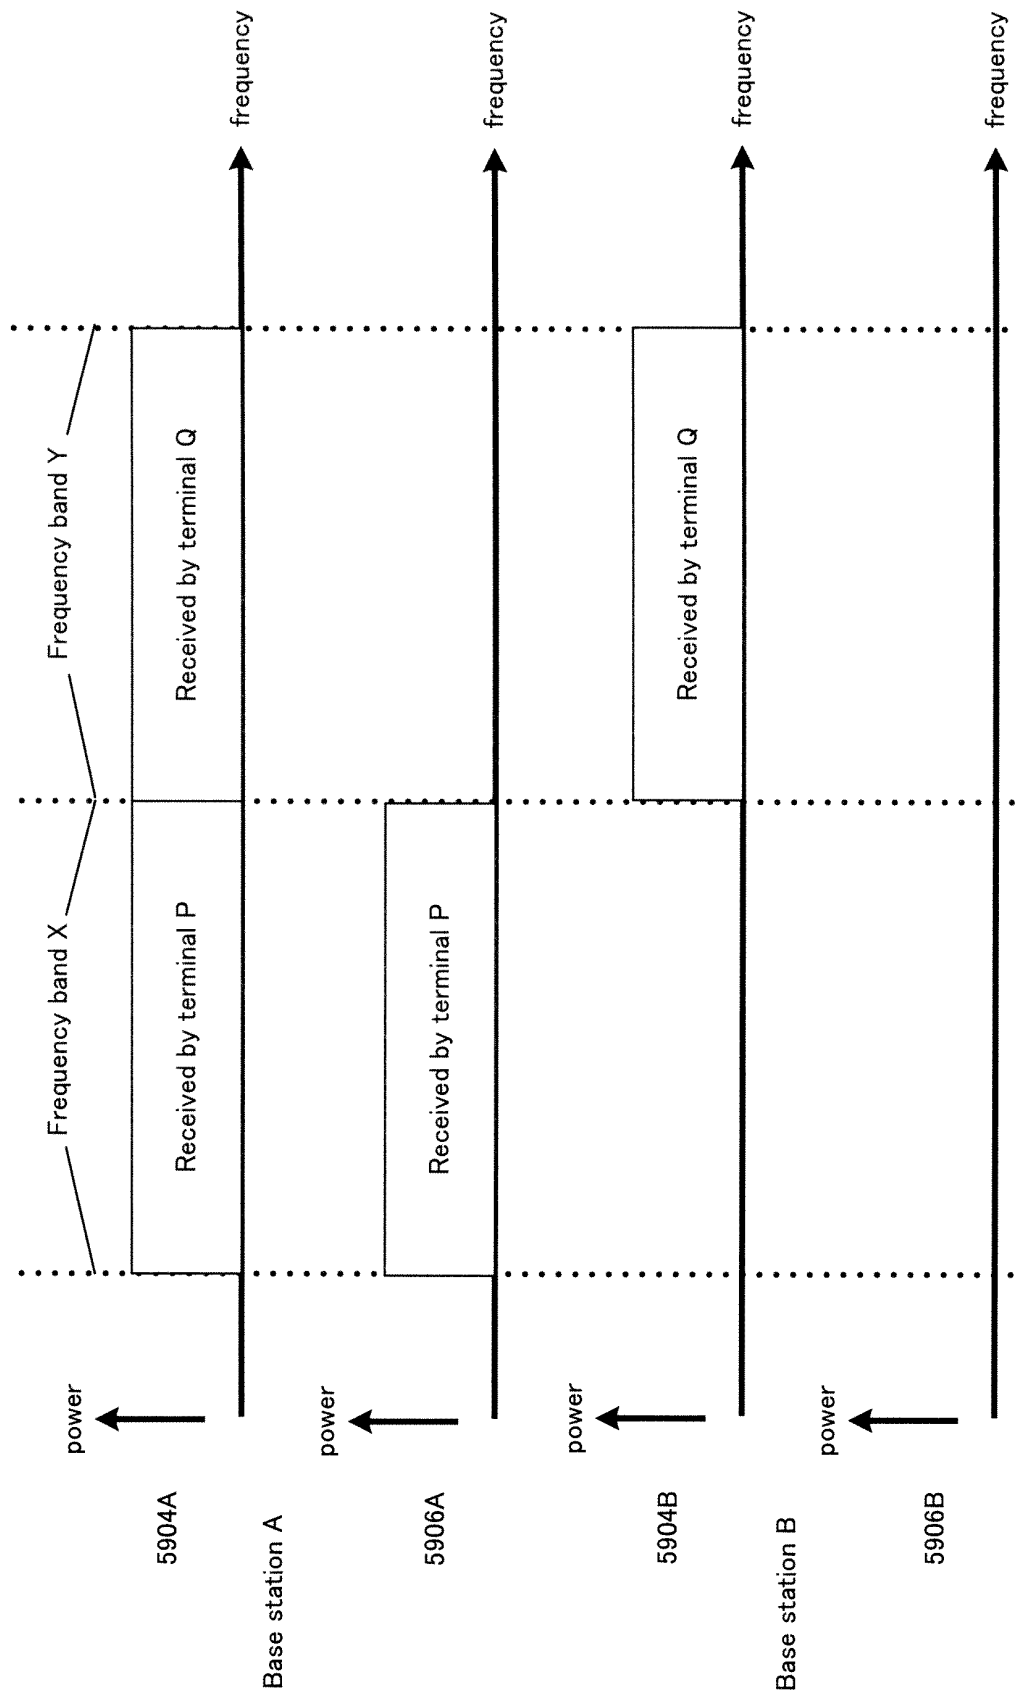 Frequency band X
Frequency band Y
power
5904A
Received by terminal P
Received by terminal Q
frequency
Base station A
power
5906A
Received by terminal P
frequency
power
5904B
Received by terminal Q
frequency
Base station B
power
5906B
frequency